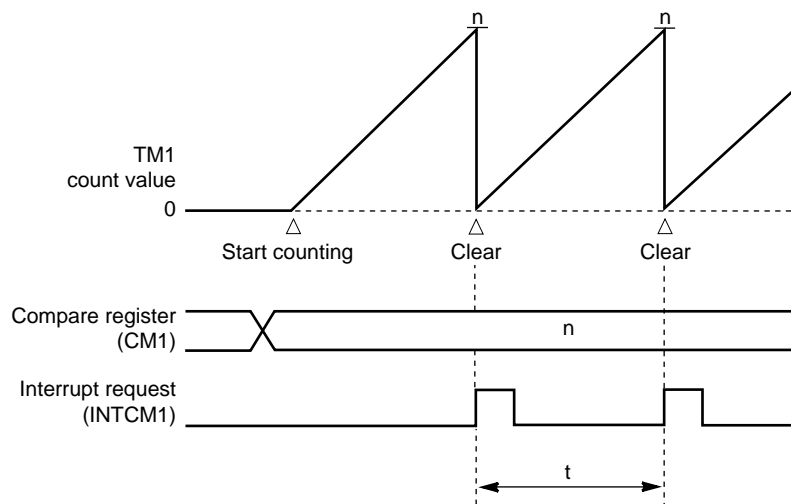 n n
TM1
count value
0
Start counting Clear Clear
Compare register
(CM1)
n
Interrupt request
(INTCM1)
t